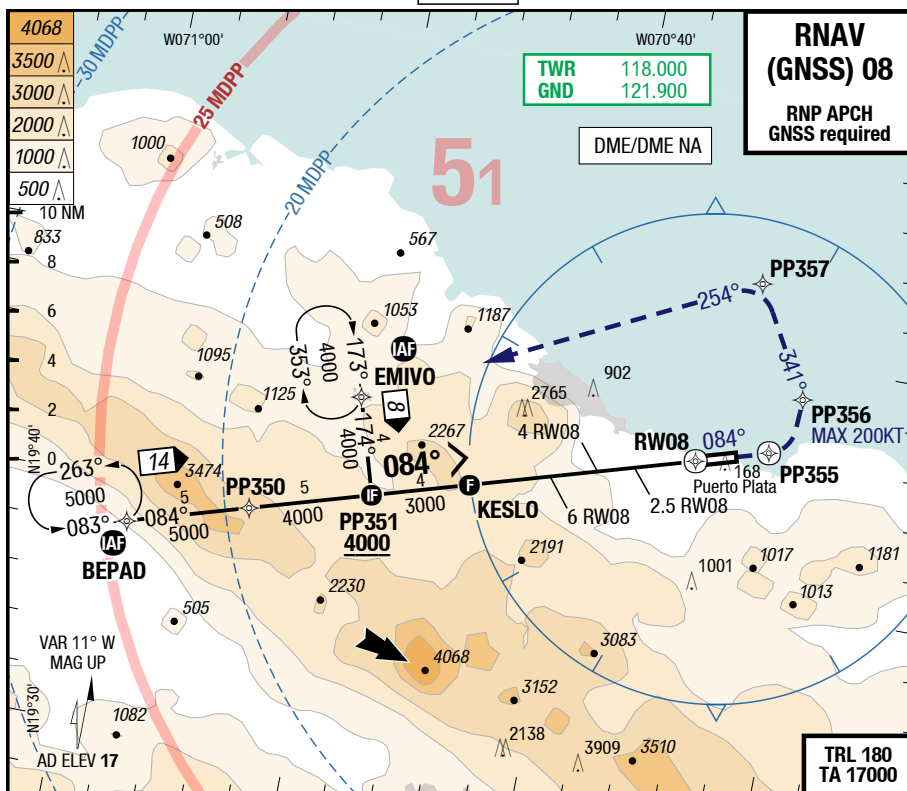 4068
3500
3000
2000
1000
500
10 NM
8
6
4
2
0
N19°40'
N19°30'
W071°00'
W070°40'
30 MDPP
25 MDPP
20 MDPP
TWR 118.000
GND 121.900
DME/DME NA
RNAV
(GNSS) 08
RNP APCH
GNSS required
51
1000
508
833
567
1053
1187
1095
1125
902
2765
2267
3474
IAF
EMIVO
173°
4000
353°
8
174°
4
4000
PP357
254°
341°
PP356
MAX 200KT
PP355
084°
RW08
168
Puerto Plata
4 RW08
2.5 RW08
6 RW08
084°
F
KESLO
4
3000
IF
PP351
4000
5
4000
PP350
14
5
5000
084°
263°
5000
083°
IAF
BEPAD
2191
1001
1017
1181
1013
2230
505
4068
3083
3152
2138
3909
3510
1082
VAR 11° W
MAG UP
AD ELEV 17
TRL 180
TA 17000